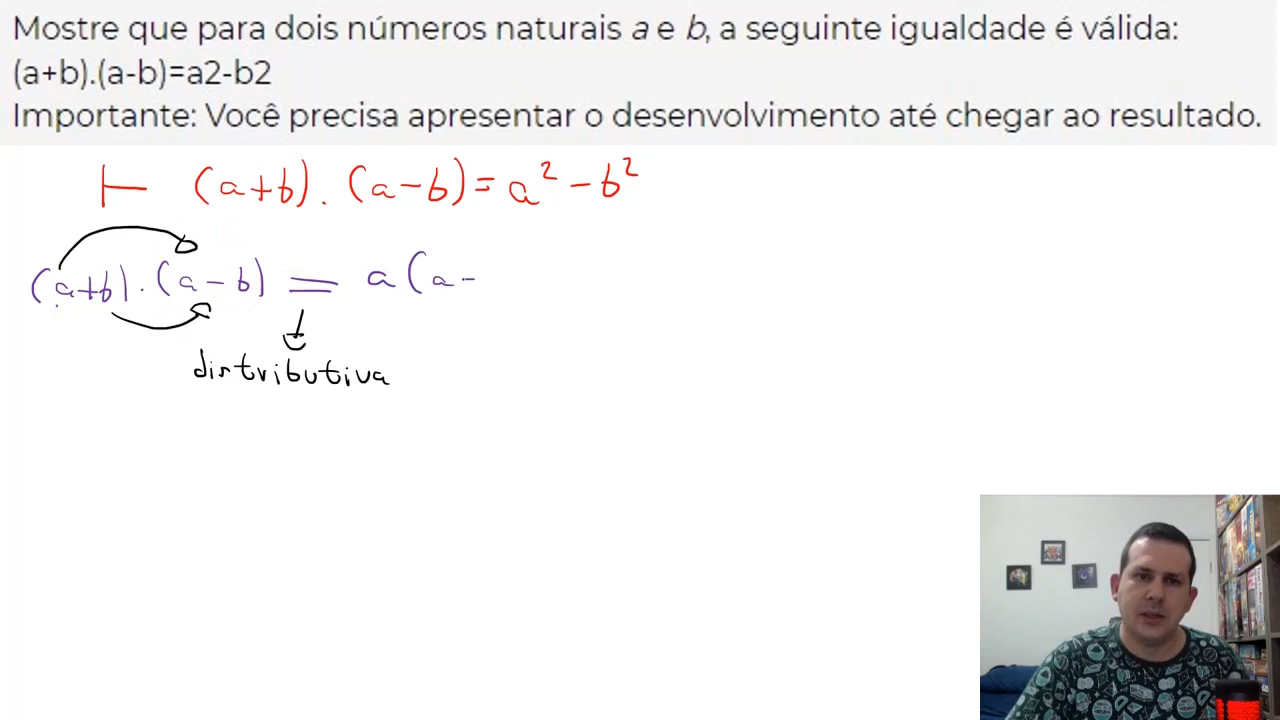 Mostre que para dois números naturais a e b, a seguinte igualdade é válida:
(a+b).(a-b)=a2-b2
Importante: Você precisa apresentar o desenvolvimento até chegar ao resultado.
⊢ (a+b).(a-b)=a²-b²
(a+b).(a-b) = a(a-
distributiva